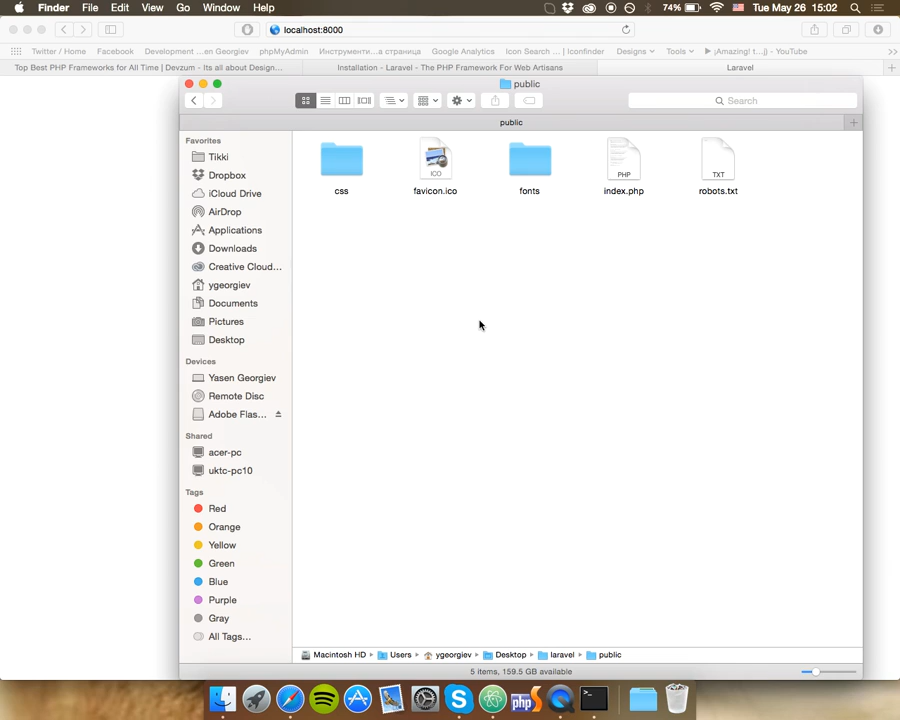 Finder File Edit View Go Window Help 74% Tue May 26 15:02
localhost:8000
Twitter / Home Facebook Development ...en Georgiev phpMyAdmin Инструменти...а страница Google Analytics Icon Search ... | Iconfinder Designs Tools ► ¡Amazing! t...j) - YouTube
Top Best PHP Frameworks for All Time | Devzum - Its all about Design... Installation - Laravel - The PHP Framework For Web Artisans Laravel
public
Search
public
Favorites
Tikki
Dropbox
iCloud Drive
AirDrop
Applications
Downloads
Creative Cloud...
ygeorgiev
Documents
Pictures
Desktop
Devices
Yasen Georgiev
Remote Disc
Adobe Flas...
Shared
acer-pc
uktc-pc10
Tags
Red
Orange
Yellow
Green
Blue
Purple
Gray
All Tags...
ICO PHP TXT
css favicon.ico fonts index.php robots.txt
Macintosh HD Users ygeorgiev Desktop laravel public
5 items, 159.5 GB available
php